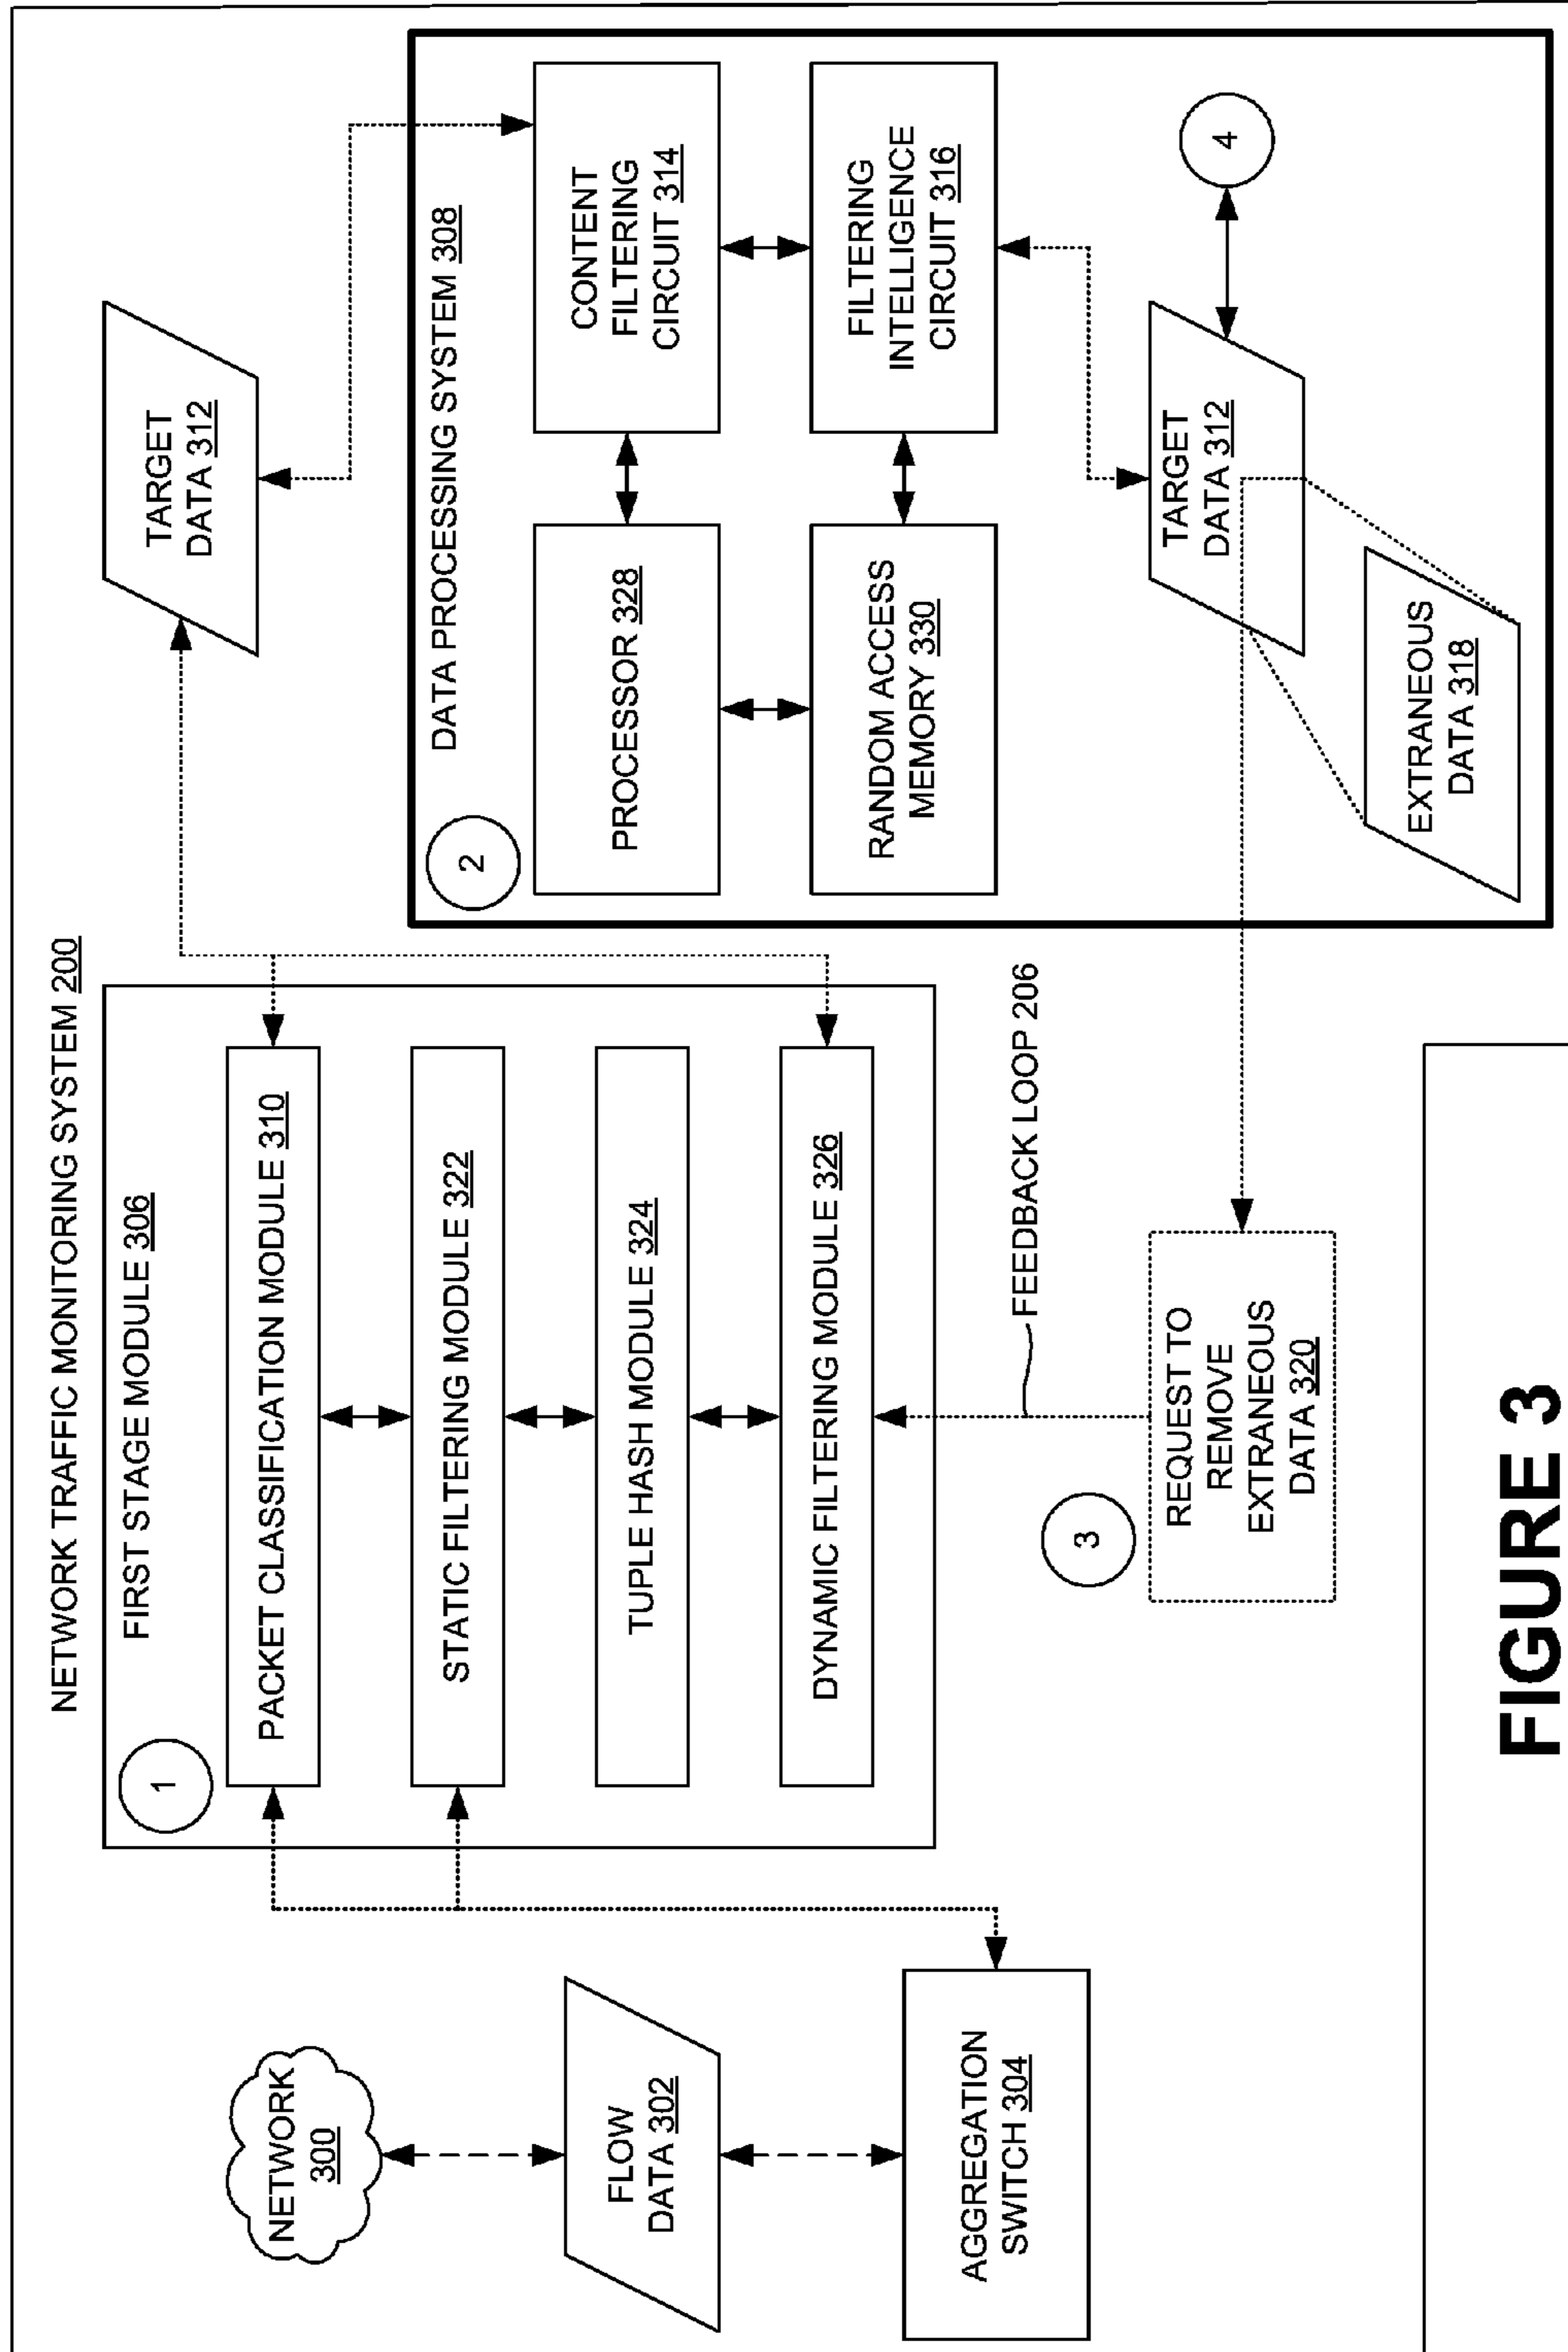 NETWORK TRAFFIC MONITORING SYSTEM 200
NETWORK
300
FLOW
DATA 302
AGGREGATION
SWITCH 304
1
FIRST STAGE MODULE 306
PACKET CLASSIFICATION MODULE 310
STATIC FILTERING MODULE 322
TUPLE HASH MODULE 324
DYNAMIC FILTERING MODULE 326
FEEDBACK LOOP 206
3
REQUEST TO
REMOVE
EXTRANEOUS
DATA 320
TARGET
DATA 312
2
DATA PROCESSING SYSTEM 308
PROCESSOR 328
CONTENT
FILTERING
CIRCUIT 314
RANDOM ACCESS
MEMORY 330
FILTERING
INTELLIGENCE
CIRCUIT 316
TARGET
DATA 312
4
EXTRANEOUS
DATA 318
FIGURE 3